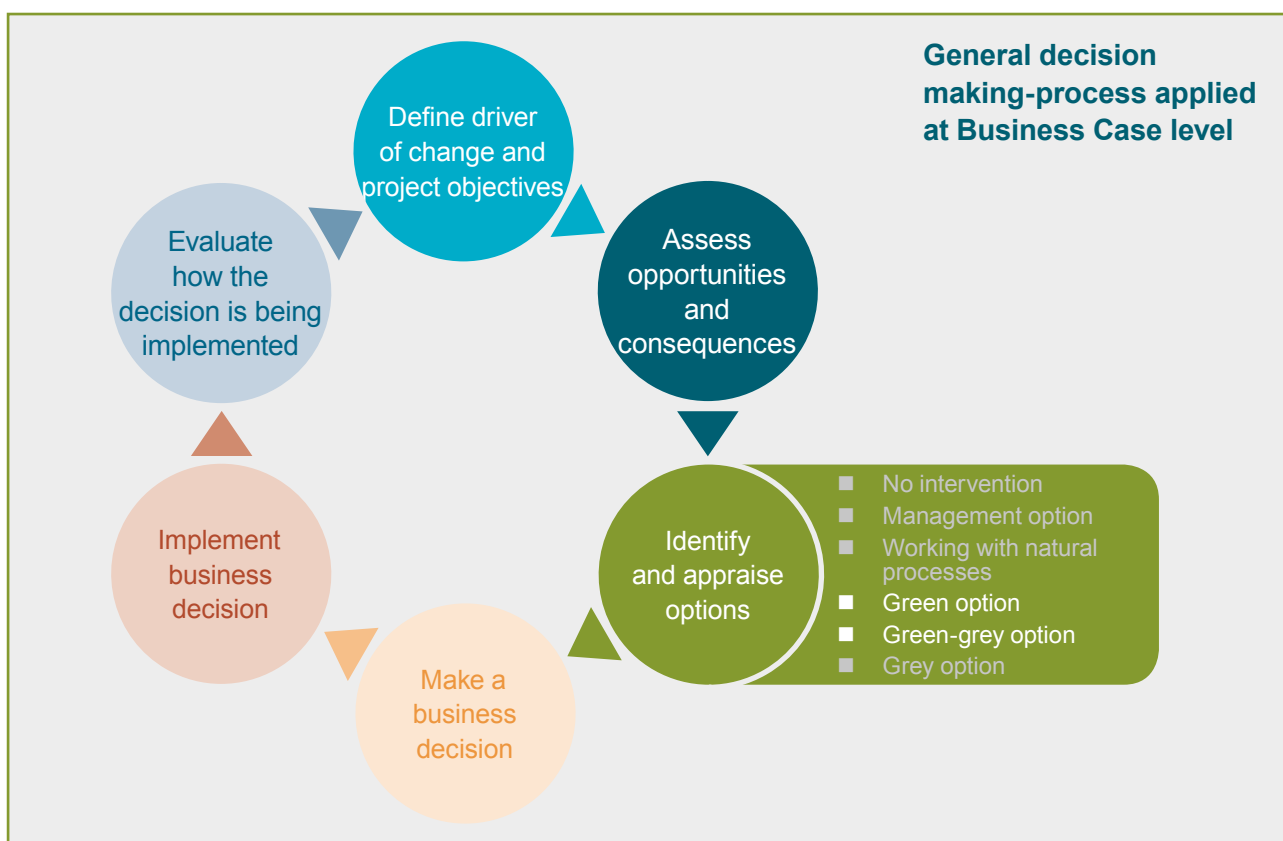 General decision
making-process applied
at Business Case level
Define driver
of change and
project objectives
Assess
opportunities
and
consequences
Identify
and appraise
options
No intervention
Management option
Working with natural
processes
Green option
Green-grey option
Grey option
Make a
business
decision
Implement
business
decision
Evaluate
how the
decision is being
implemented